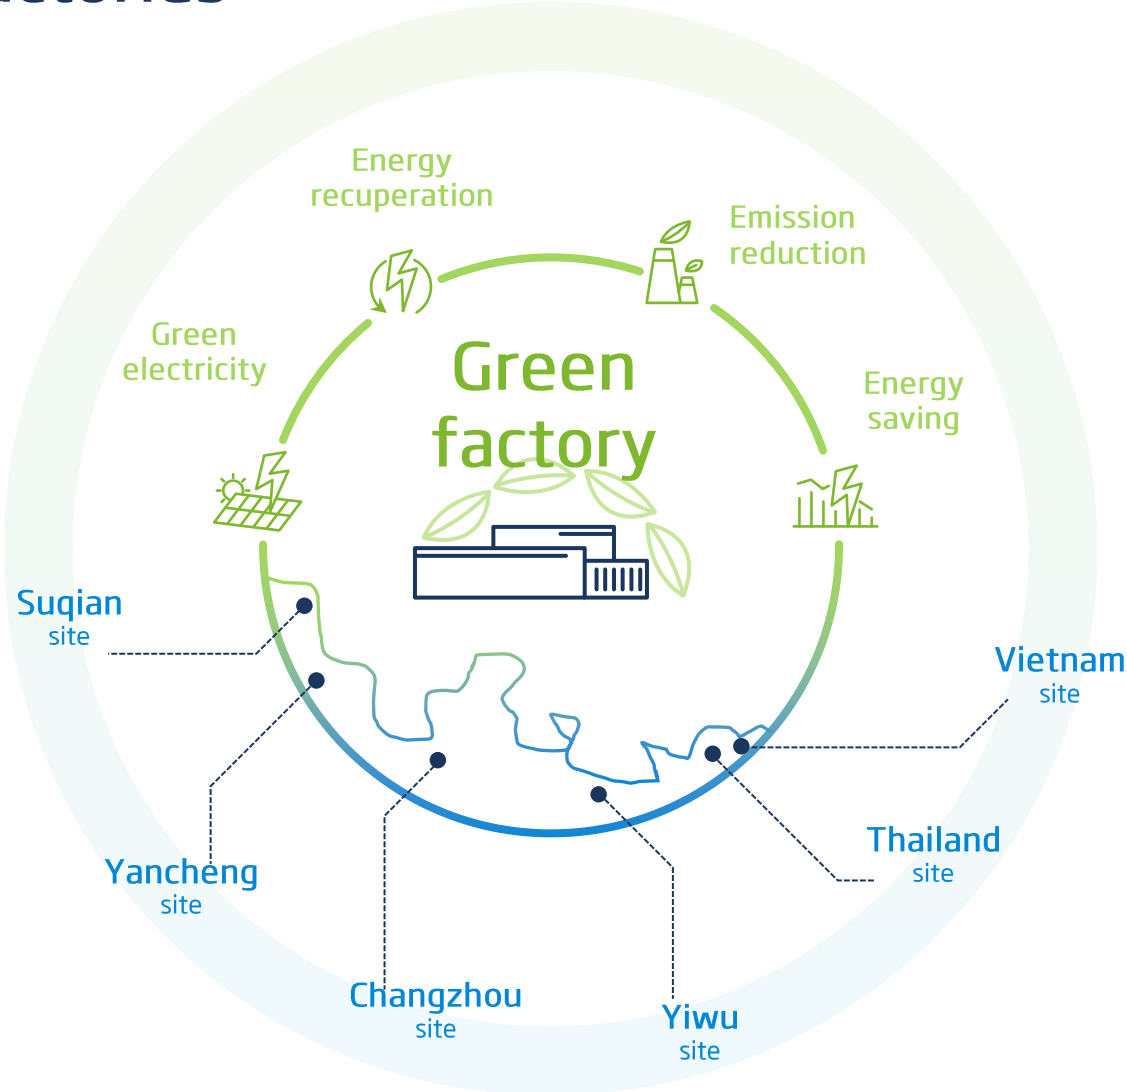 Energy
recuperation
Emission
reduction
Green
electricity
Green
factory
Energy
saving
Suqian
site
Vietnam
site
Thailand
site
Yancheng
site
Changzhou
site
Yiwu
site